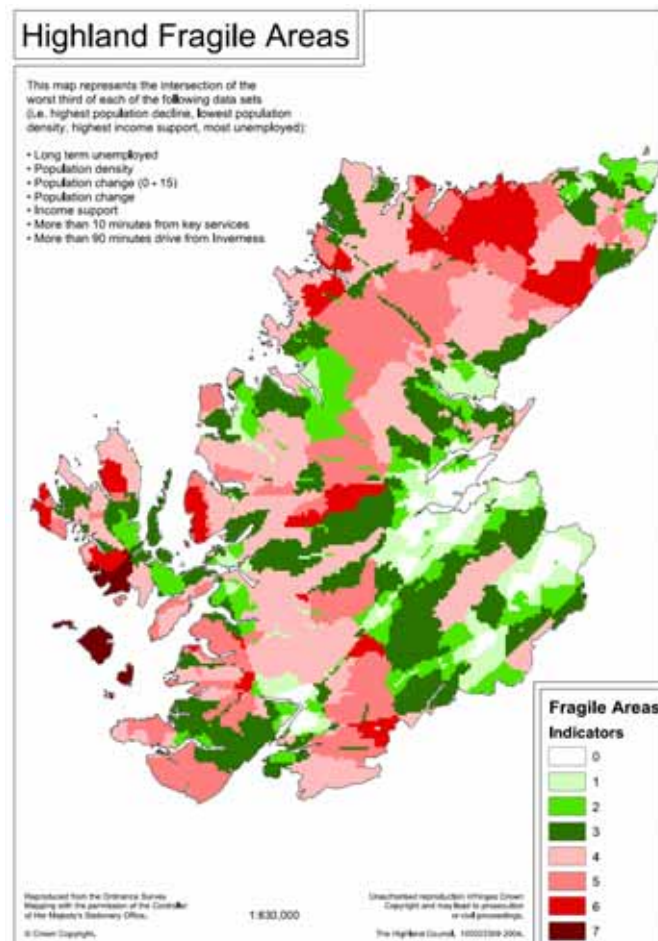 Highland Fragile Areas
This map represents the intersection of the
worst third of each of the following data sets
(i.e. highest population decline, lowest population
density, highest income support, most unemployed):
• Long term unemployed
• Population density
• Population change (0 - 15)
• Population change
• Income support
• More than 10 minutes from key services
• More than 90 minutes drive from Inverness
Fragile Areas
Indicators
0
1
2
3
4
5
6
7
Reproduced from the Ordnance Survey
Mapping with the permission of the Controller
of Her Majesty's Stationery Office.
© Crown Copyright.
1:630,000
Unauthorised reproduction infringes Crown
Copyright and may lead to prosecution
or civil proceedings.
The Highland Council, 2004.